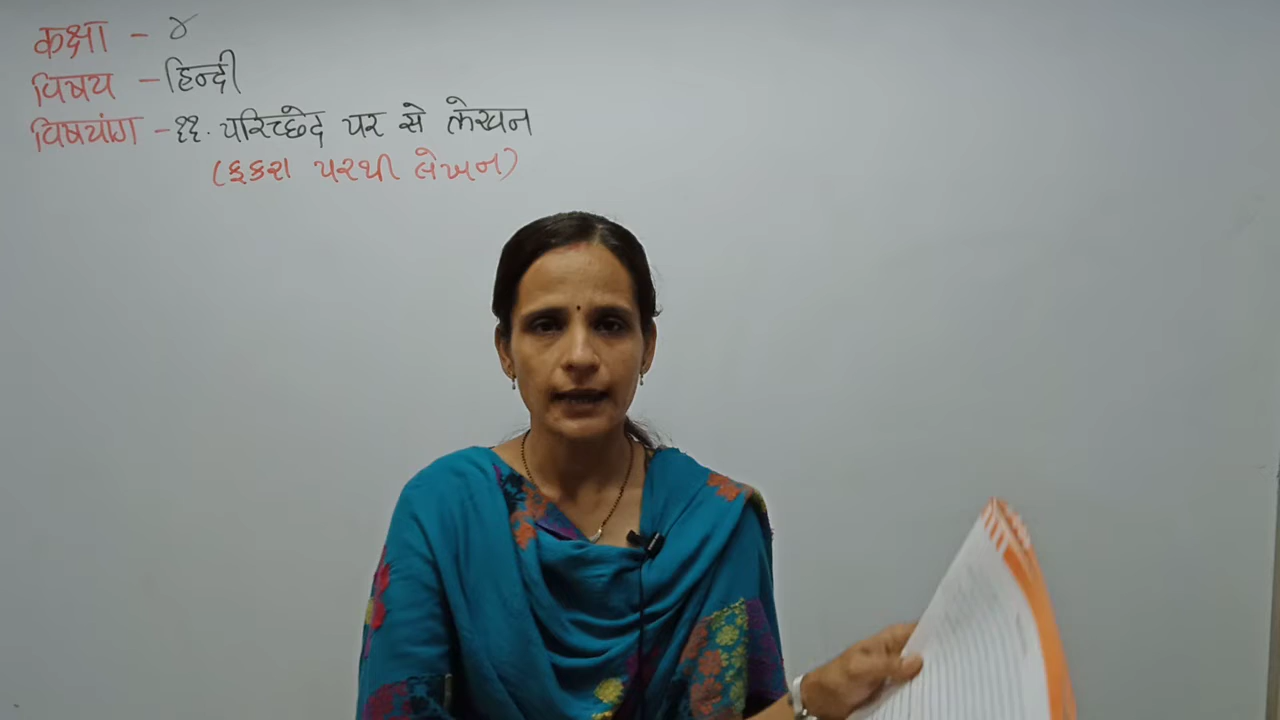 कक्षा - ४
विषय - हिन्दी
विषयांग - ११. परिच्छेद पर से लेखन
(ફકરા પરથી લેખન)